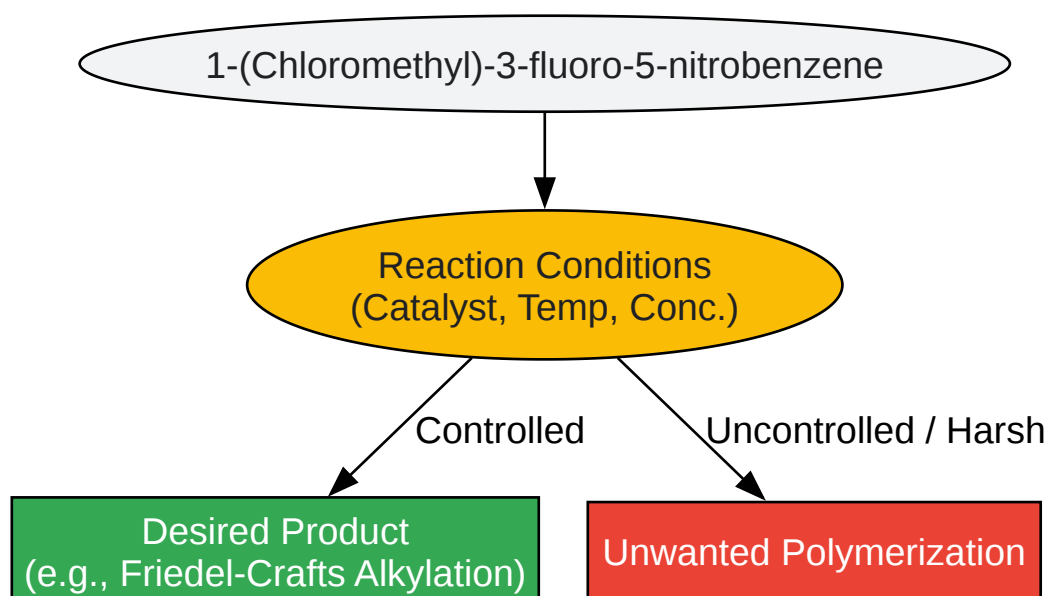 1-(Chloromethyl)-3-fluoro-5-nitrobenzene
Reaction Conditions
(Catalyst, Temp, Conc.)
Controlled
Uncontrolled / Harsh
Desired Product
(e.g., Friedel-Crafts Alkylation)
Unwanted Polymerization